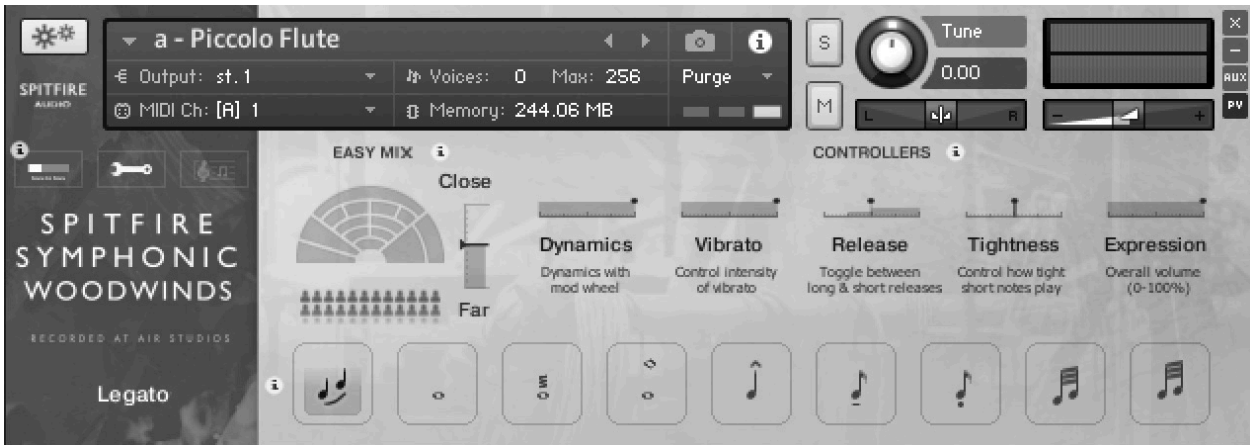 a - Piccolo Flute
S
Tune
X
-
SPITFIRE
AUDIO
Output: st.1
Voices: 0 Max: 256
Purge
0.00
AUX
MIDI Ch: [A] 1
Memory: 244.06 MB
M
L
R
-
+
PV
EASY MIX
CONTROLLERS
Close
SPITFIRE
SYMPHONIC
WOODWINDS
Dynamics
Vibrato
Release
Tightness
Expression
Dynamics with
mod wheel
Control intensity
of vibrato
Toggle between
long & short releases
Control how tight
short notes play
Overall volume
(0-100%)
Far
RECORDED AT AIR STUDIOS
Legato